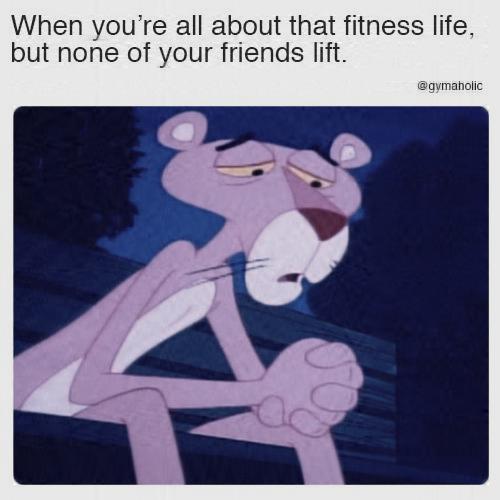 When you’re all about that fitness life,
but none of your friends lift.
@gymaholic